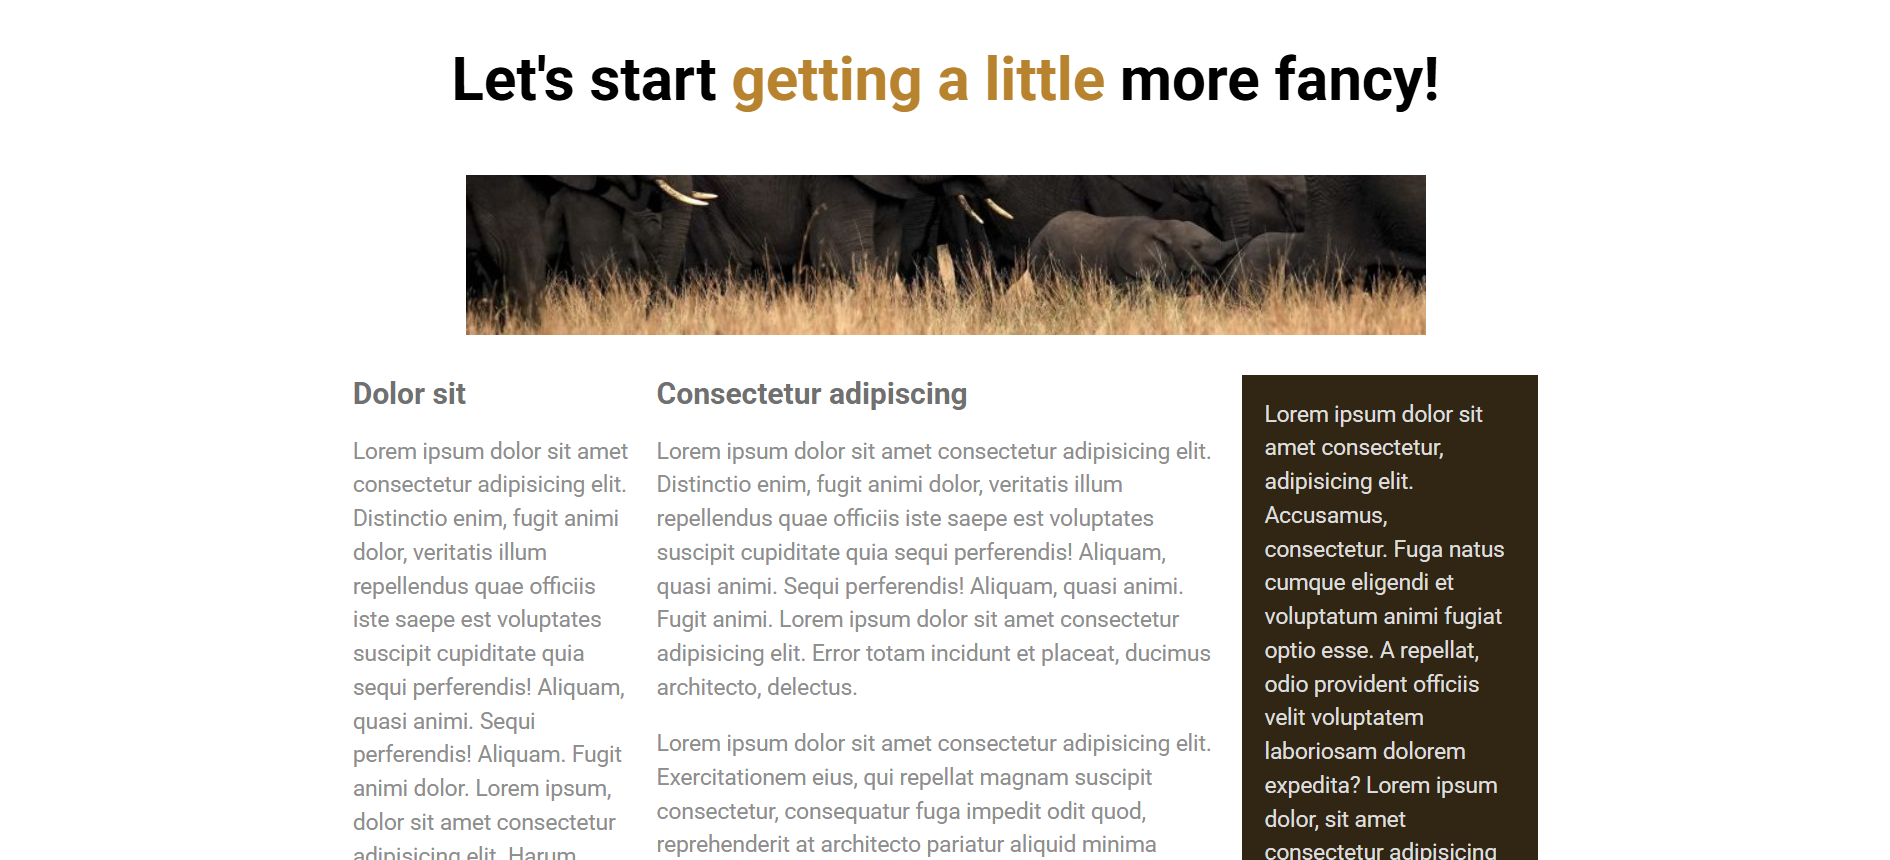 Let's start getting a little more fancy!
Dolor sit
Lorem ipsum dolor sit amet
consectetur adipisicing elit.
Distinctio enim, fugit animi
dolor, veritatis illum
repellendus quae officiis
iste saepe est voluptates
suscipit cupiditate quia
sequi perferendis! Aliquam,
quasi animi. Sequi
perferendis! Aliquam. Fugit
animi dolor. Lorem ipsum,
dolor sit amet consectetur
adipisicing elit. Harum
Consectetur adipiscing
Lorem ipsum dolor sit amet consectetur adipisicing elit.
Distinctio enim, fugit animi dolor, veritatis illum
repellendus quae officiis iste saepe est voluptates
suscipit cupiditate quia sequi perferendis! Aliquam,
quasi animi. Sequi perferendis! Aliquam, quasi animi.
Fugit animi. Lorem ipsum dolor sit amet consectetur
adipisicing elit. Error totam incidunt et placeat, ducimus
architecto, delectus.
Lorem ipsum dolor sit amet consectetur adipisicing elit.
Exercitationem eius, qui repellat magnam suscipit
consectetur, consequatur fuga impedit odit quod,
reprehenderit at architecto pariatur aliquid minima
Lorem ipsum dolor sit
amet consectetur,
adipisicing elit.
Accusamus,
consectetur. Fuga natus
cumque eligendi et
voluptatum animi fugiat
optio esse. A repellat,
odio provident officiis
velit voluptatem
laboriosam dolorem
expedita? Lorem ipsum
dolor, sit amet
consectetur adipisicing